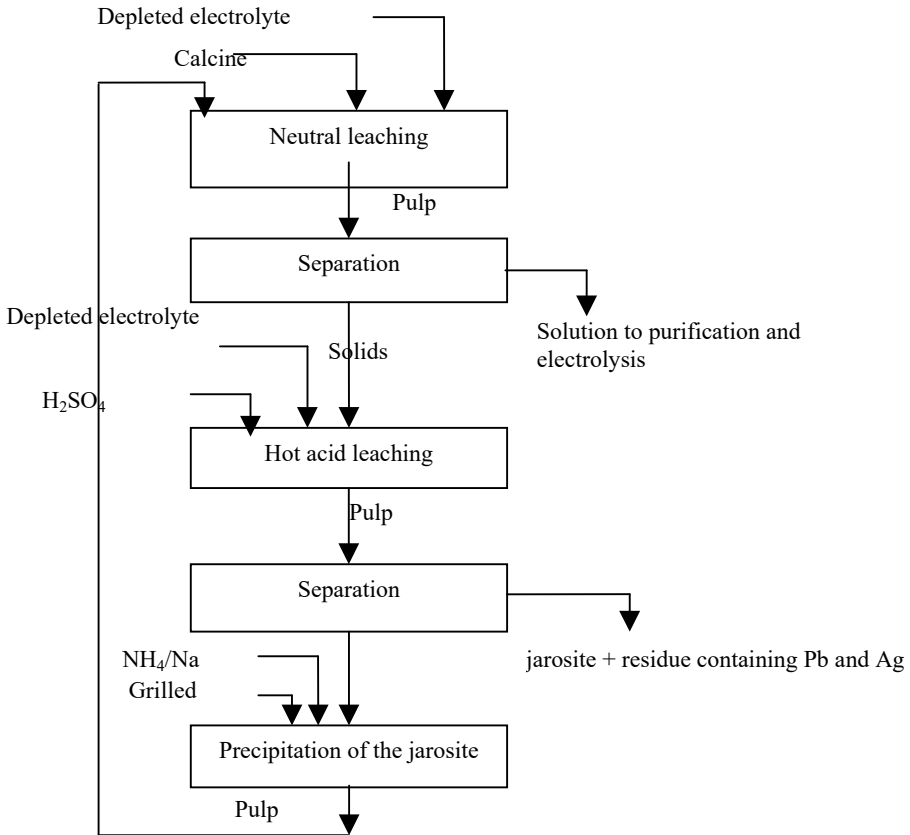 Depleted electrolyte
Calcine
Neutral leaching
Pulp
Separation
Depleted electrolyte
Solution to purification and
electrolysis
Solids
H₂SO₄
Hot acid leaching
Pulp
Separation
NH₄/Na
jarosite + residue containing Pb and Ag
Grilled
Precipitation of the jarosite
Pulp